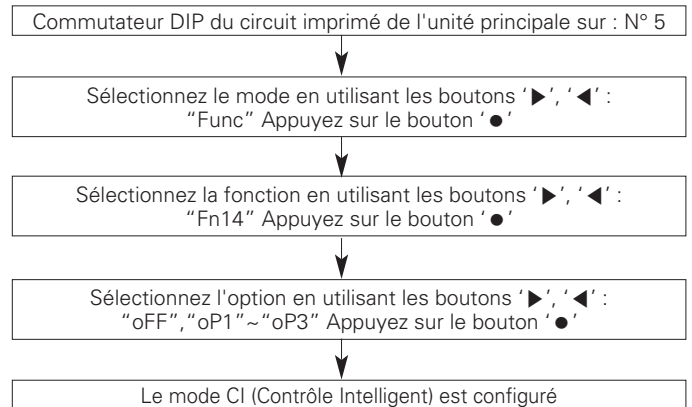 Commutateur DIP du circuit imprimé de l'unité principale sur : N° 5
Sélectionnez le mode en utilisant les boutons ‘▶’, ‘◀’ :
“Func” Appuyez sur le bouton ‘●’
Sélectionnez la fonction en utilisant les boutons ‘▶’, ‘◀’ :
“Fn14” Appuyez sur le bouton ‘●’
Sélectionnez l'option en utilisant les boutons ‘▶’, ‘◀’ :
“oFF”,“oP1”~“oP3” Appuyez sur le bouton ‘●’
Le mode CI (Contrôle Intelligent) est configuré